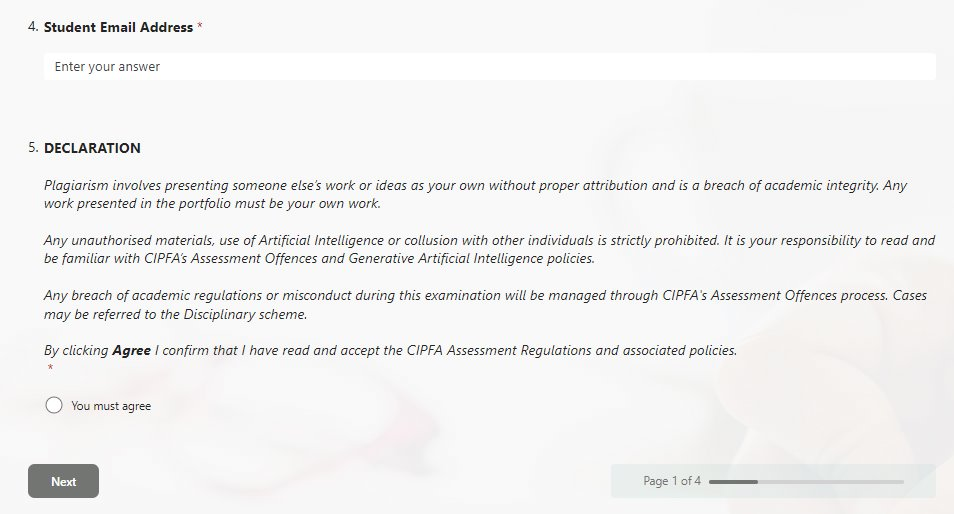 4. Student Email Address *
Enter your answer
5. DECLARATION
Plagiarism involves presenting someone else's work or ideas as your own without proper attribution and is a breach of academic integrity. Any
work presented in the portfolio must be your own work.
Any unauthorised materials, use of Artificial Intelligence or collusion with other individuals is strictly prohibited. It is your responsibility to read and
be familiar with CIPFA's Assessment Offences and Generative Artificial Intelligence policies.
Any breach of academic regulations or misconduct during this examination will be managed through CIPFA's Assessment Offences process. Cases
may be referred to the Disciplinary scheme.
By clicking Agree I confirm that I have read and accept the CIPFA Assessment Regulations and associated policies.
*
You must agree
Next
Page 1 of 4